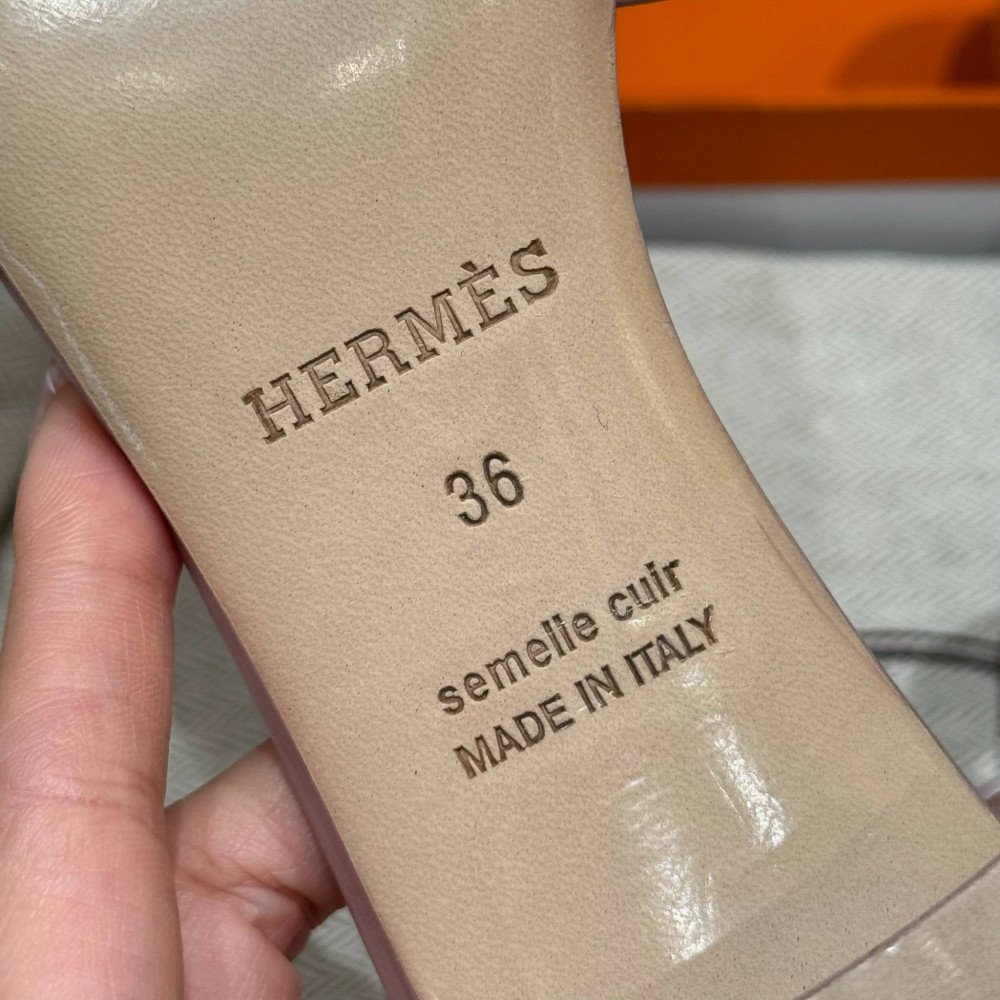 HERMÈS
36
semelle cuir
MADE IN ITALY